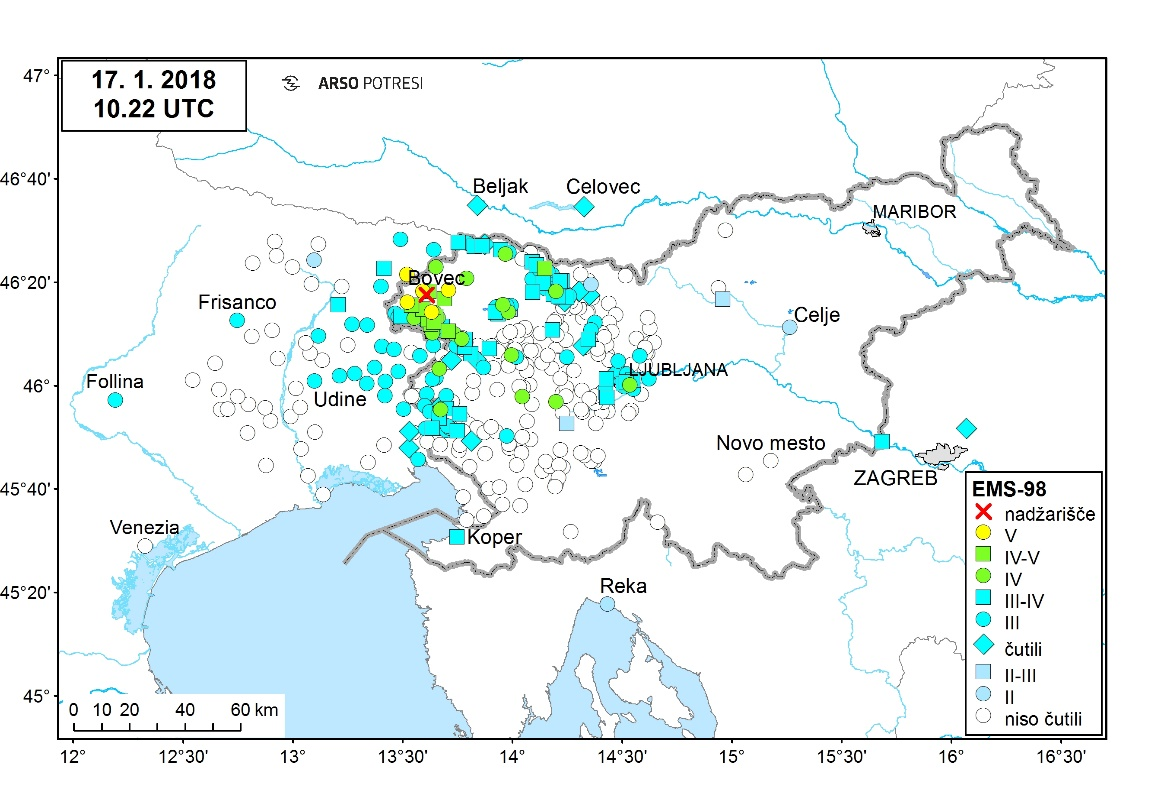 17. 1. 2018
10.22 UTC
ARSO POTRESI
47°
46°40'
46°20'
46°
45°40'
45°20'
45°
Beljak
Celovec
MARIBOR
Bovec
Frisanco
Celje
Follina
LJUBLJANA
Udine
Novo mesto
ZAGREB
Venezia
Koper
Reka
EMS-98
nadžarišče
V
IV-V
IV
III-IV
III
čutili
II-III
II
niso čutili
0 10 20 40 60 km
12° 12°30' 13° 13°30' 14° 14°30' 15° 15°30' 16° 16°30'